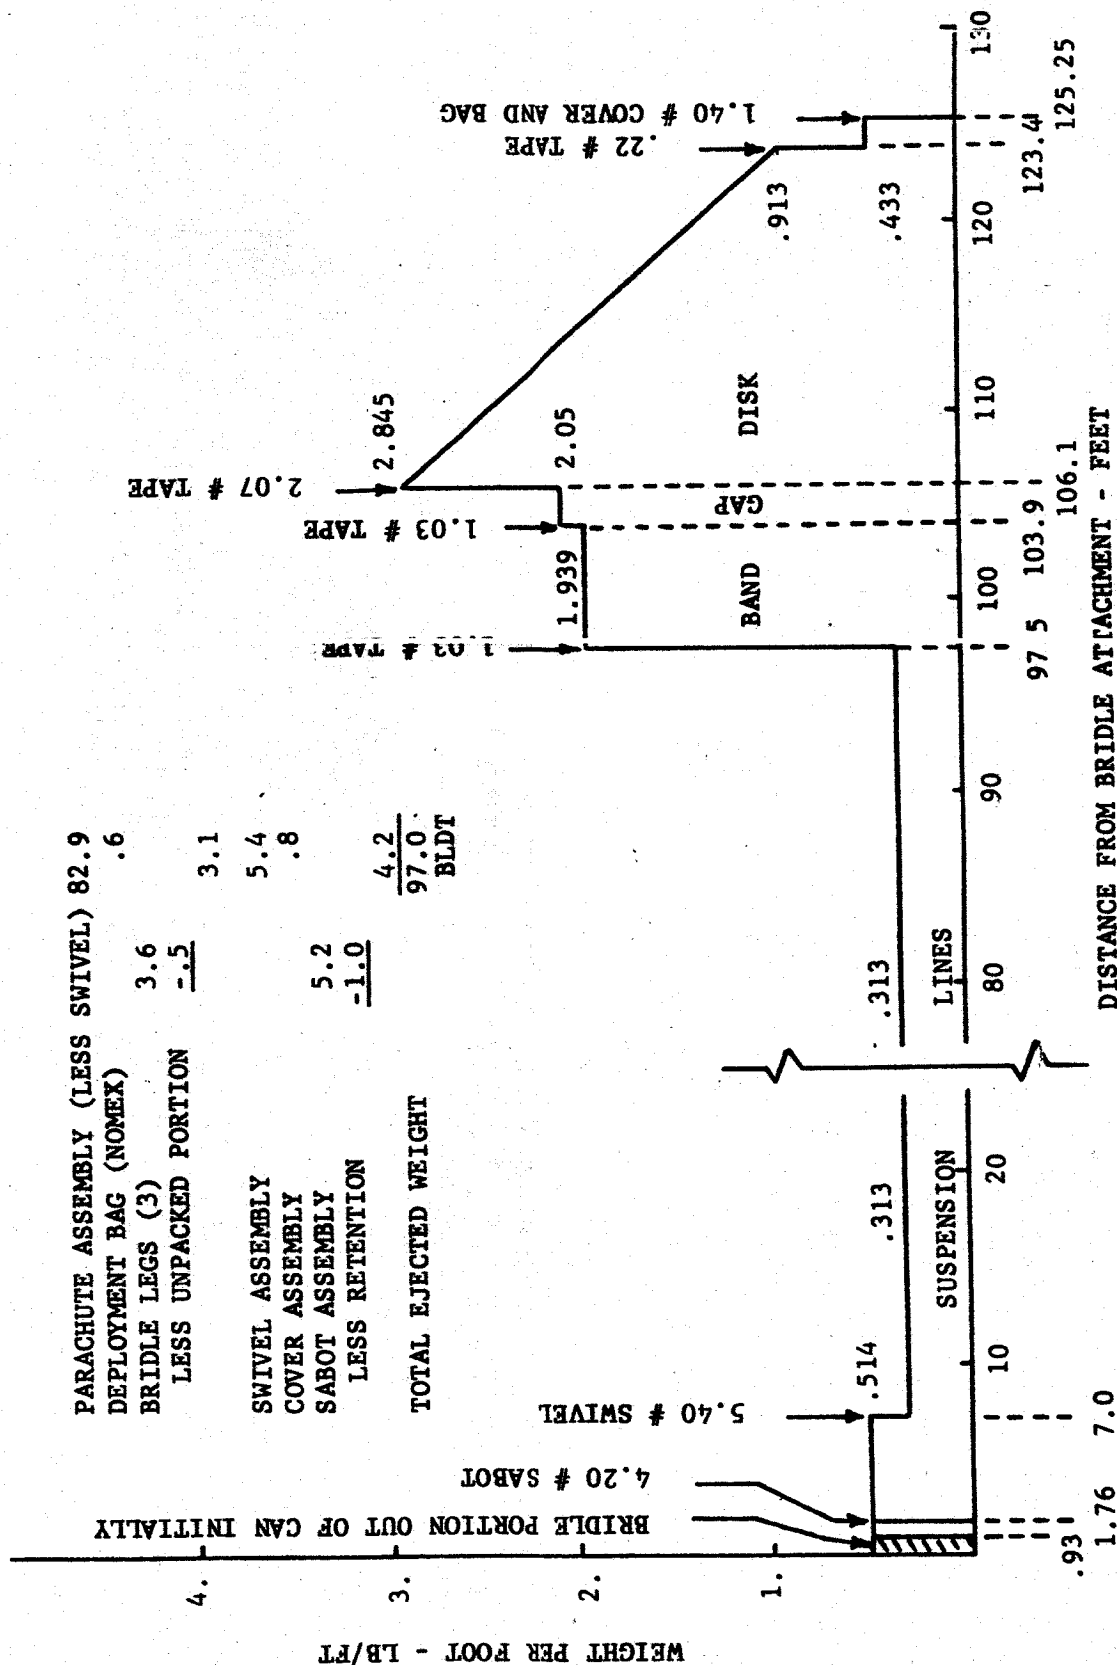 PARACHUTE ASSEMBLY (LESS SWIVEL) 82.9
DEPLOYMENT BAG (NOMEX) .6
BRIDLE LEGS (3) 3.6
LESS UNPACKED PORTION -.5
3.1
SWIVEL ASSEMBLY 5.4
COVER ASSEMBLY .8
SABOT ASSEMBLY 5.2
LESS RETENTION -1.0
4.2
TOTAL EJECTED WEIGHT 97.0
BLDT
WEIGHT PER FOOT - LB/FT
4.
3.
2.
1.
BRIDLE PORTION OUT OF CAN INITIALLY
4.20 # SABOT
5.40 # SWIVEL
1.03 # TAPE
1.03 # TAPE
2.07 # TAPE
.22 # TAPE
1.40 # COVER AND BAG
.514
.313
.313
1.939
2.05
2.845
.913
.433
SUSPENSION
LINES
BAND
GAP
DISK
10
20
80
90
100
110
120
130
.93
1.76
7.0
97 5
103.9
106.1
123.4
125.25
DISTANCE FROM BRIDLE ATTACHMENT - FEET